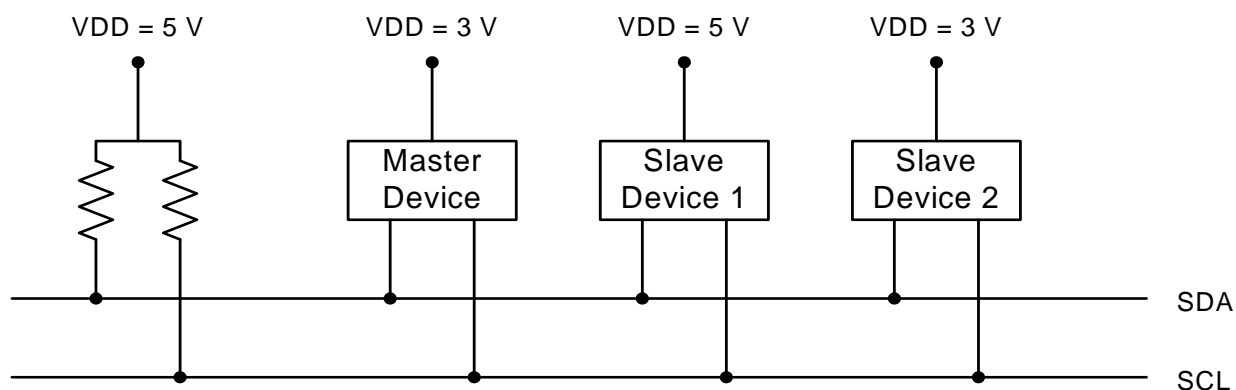 VDD = 5 V
VDD = 3 V
VDD = 5 V
VDD = 3 V
Master
Device
Slave
Device 1
Slave
Device 2
SDA
SCL